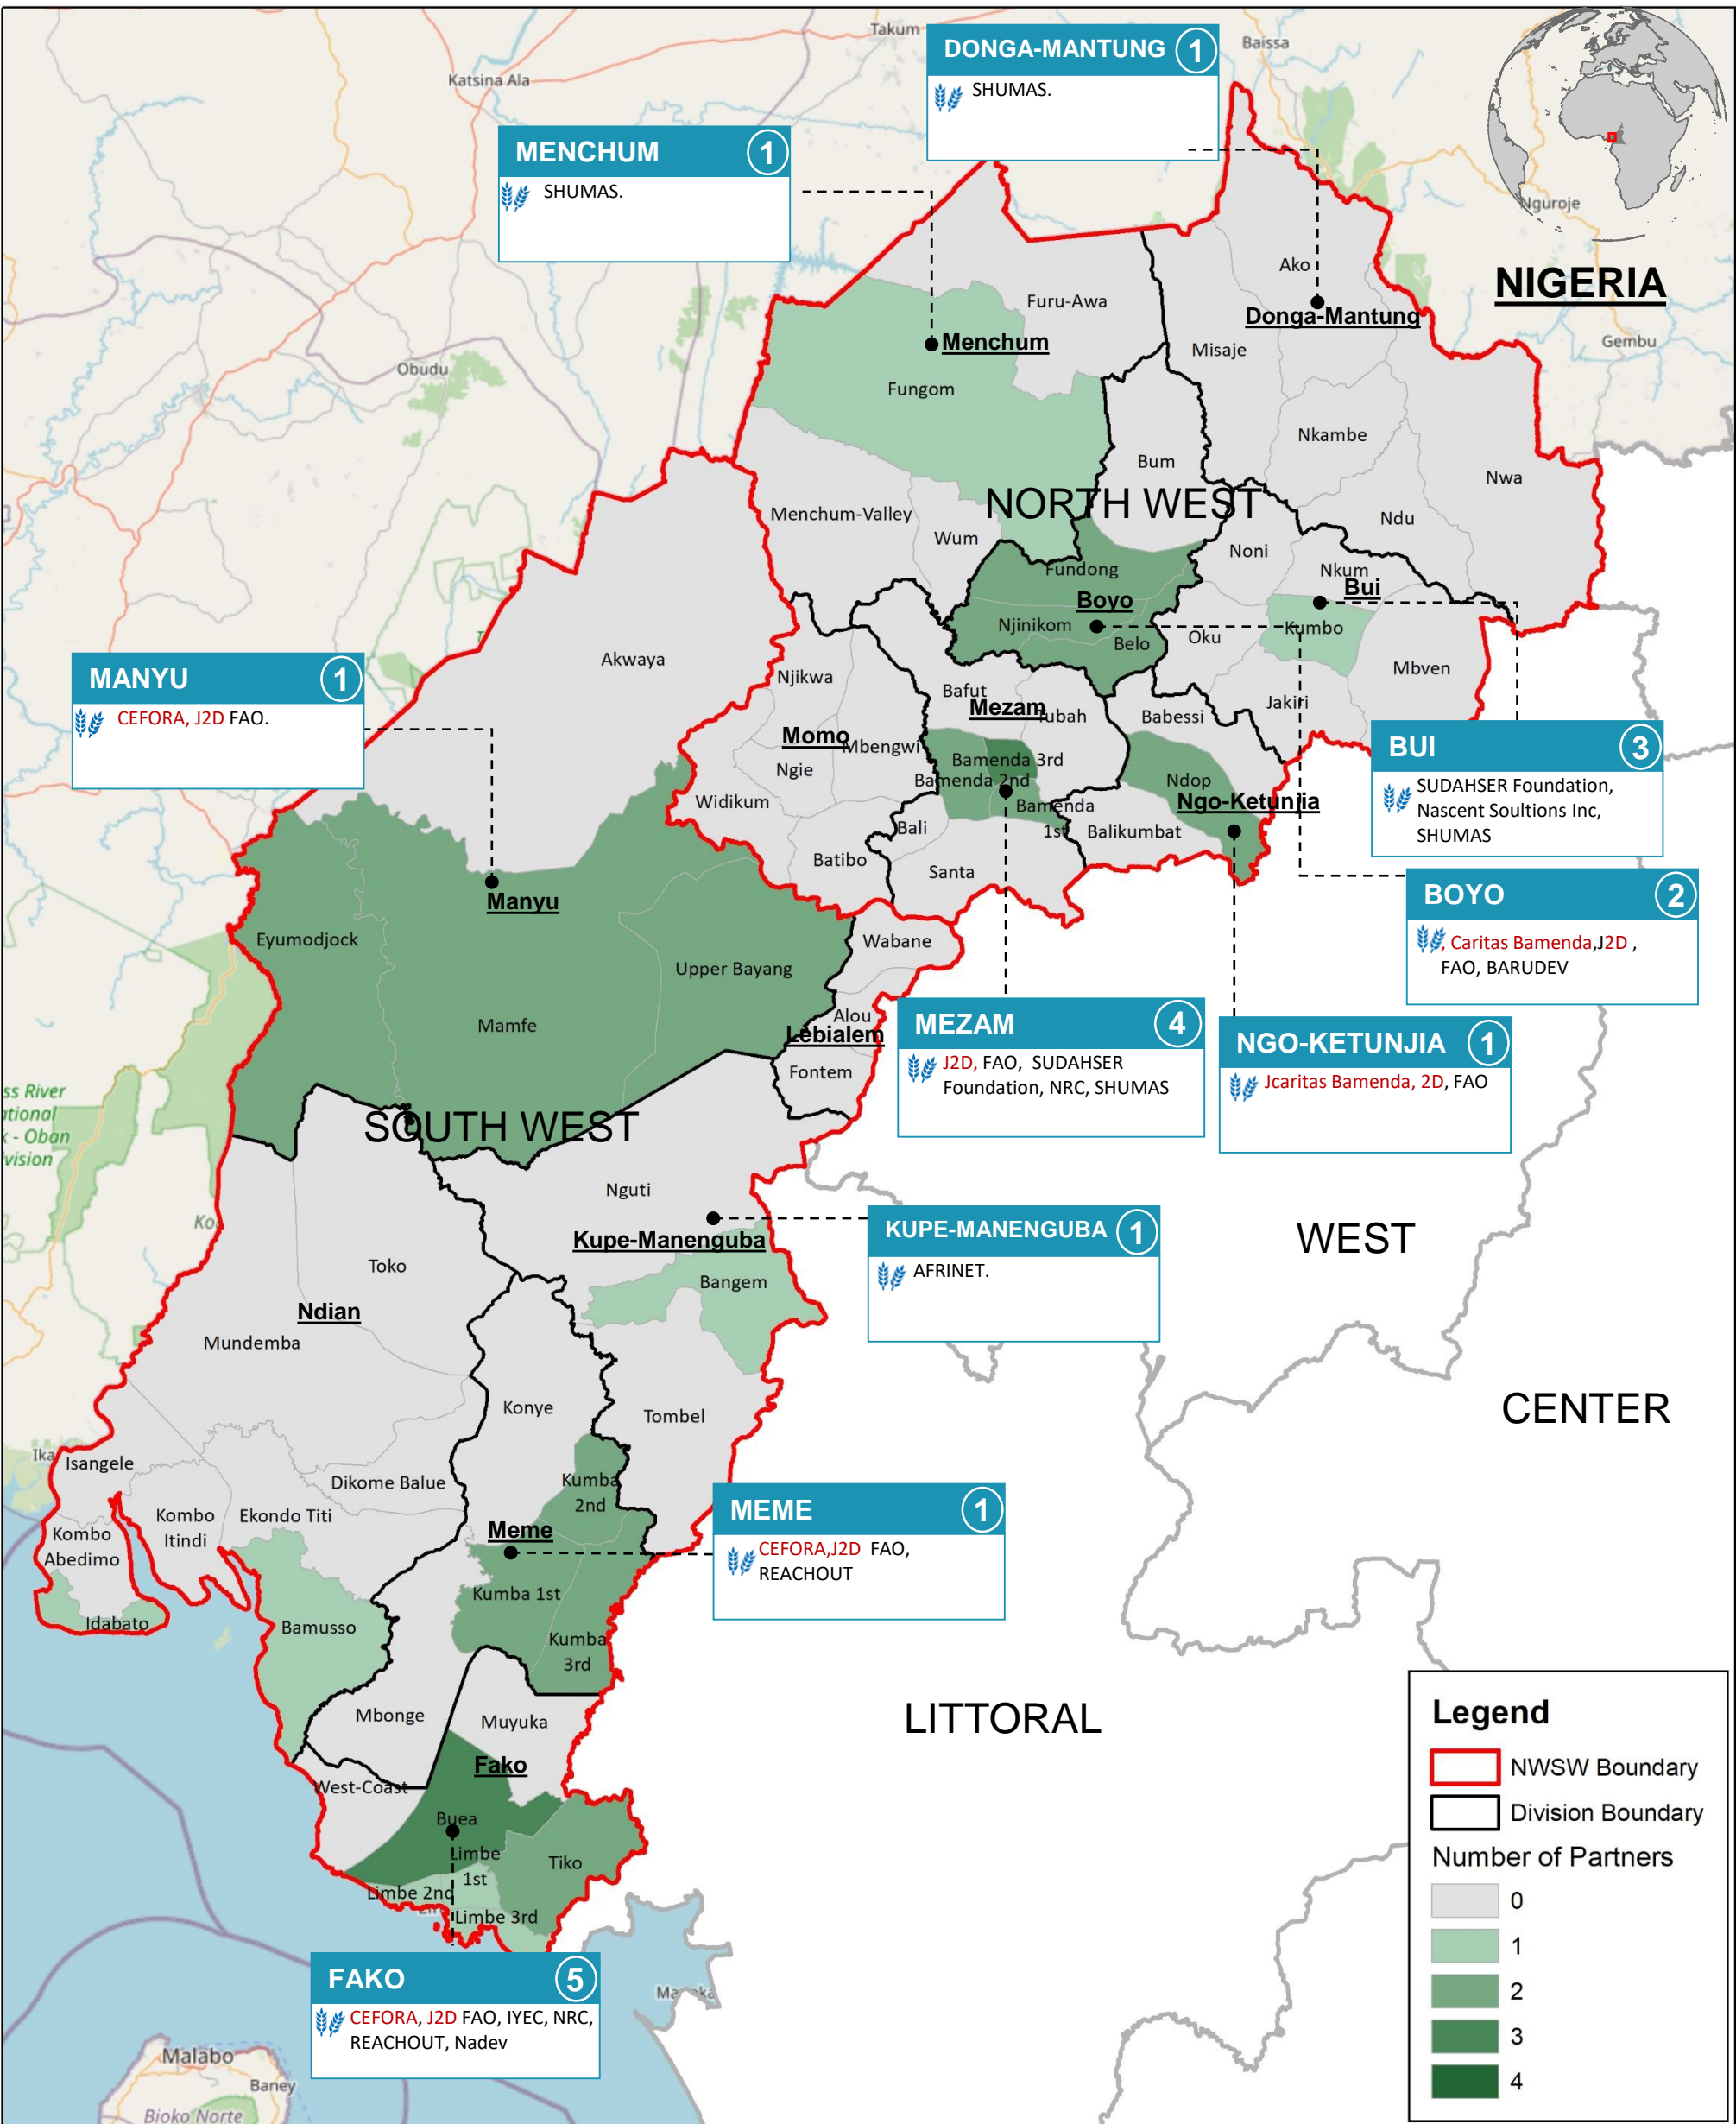 Takum
DONGA-MANTUNG 1
SHUMAS.
Baissa
Katsina Ala
MENCHUM 1
SHUMAS.
Nguroje
NIGERIA
Ako
Furu-Awa
Donga-Mantung
Menchum
Misaje
Gembu
Obudu
Fungom
Nkambe
Bum
Nwa
NORTH WEST
Menchum-Valley
Ndu
Wum
Noni
Fundong
Nkum
Bui
Boyo
Njinikom
Kumbo
Belo
Oku
Akwaya
Mbven
MANYU 1
CEFORA, J2D FAO.
Njikwa
Bafut
Mezam
Tubah
Babessi
Jakiri
Momo
Mbengwi
BUI 3
SUDAHSER Foundation,
Nascent Soultions Inc,
SHUMAS
Ngie
Bamenda 3rd
Bamenda 2nd
Ndop
Widikum
Bamenda
1st
Ngo-Ketunjia
Bali
Balikumbat
Batibo
Santa
BOYO 2
, Caritas Bamenda,J2D ,
FAO, BARUDEV
Manyu
Eyumodjock
Wabane
Upper Bayang
Mamfe
Alou
Lebialem
MEZAM 4
J2D, FAO, SUDAHSER
Foundation, NRC, SHUMAS
NGO-KETUNJIA 1
Jcaritas Bamenda, 2D, FAO
Fontem
ss River
ational
k - Oban
vision
SOUTH WEST
Nguti
Ko
KUPE-MANENGUBA 1
AFRINET.
WEST
Kupe-Manenguba
Toko
Bangem
Ndian
Mundemba
Konye
Tombel
CENTER
Ika
Isangele
Dikome Balue
Kumba
2nd
Kombo
Itindi
Ekondo Titi
Kombo
Abedimo
Meme
MEME 1
CEFORA,J2D FAO,
REACHOUT
Kumba 1st
Idabato
Bamusso
Kumba
3rd
Mbonge
Muyuka
LITTORAL
Fako
West-Coast
Buea
Limbe
1st
Tiko
Limbe 2nd
Limbe 3rd
FAKO 5
CEFORA, J2D FAO, IYEC, NRC,
REACHOUT, Nadev
Malabo
Baney
Bioko Norte
Legend
NWSW Boundary
Division Boundary
Number of Partners
0
1
2
3
4